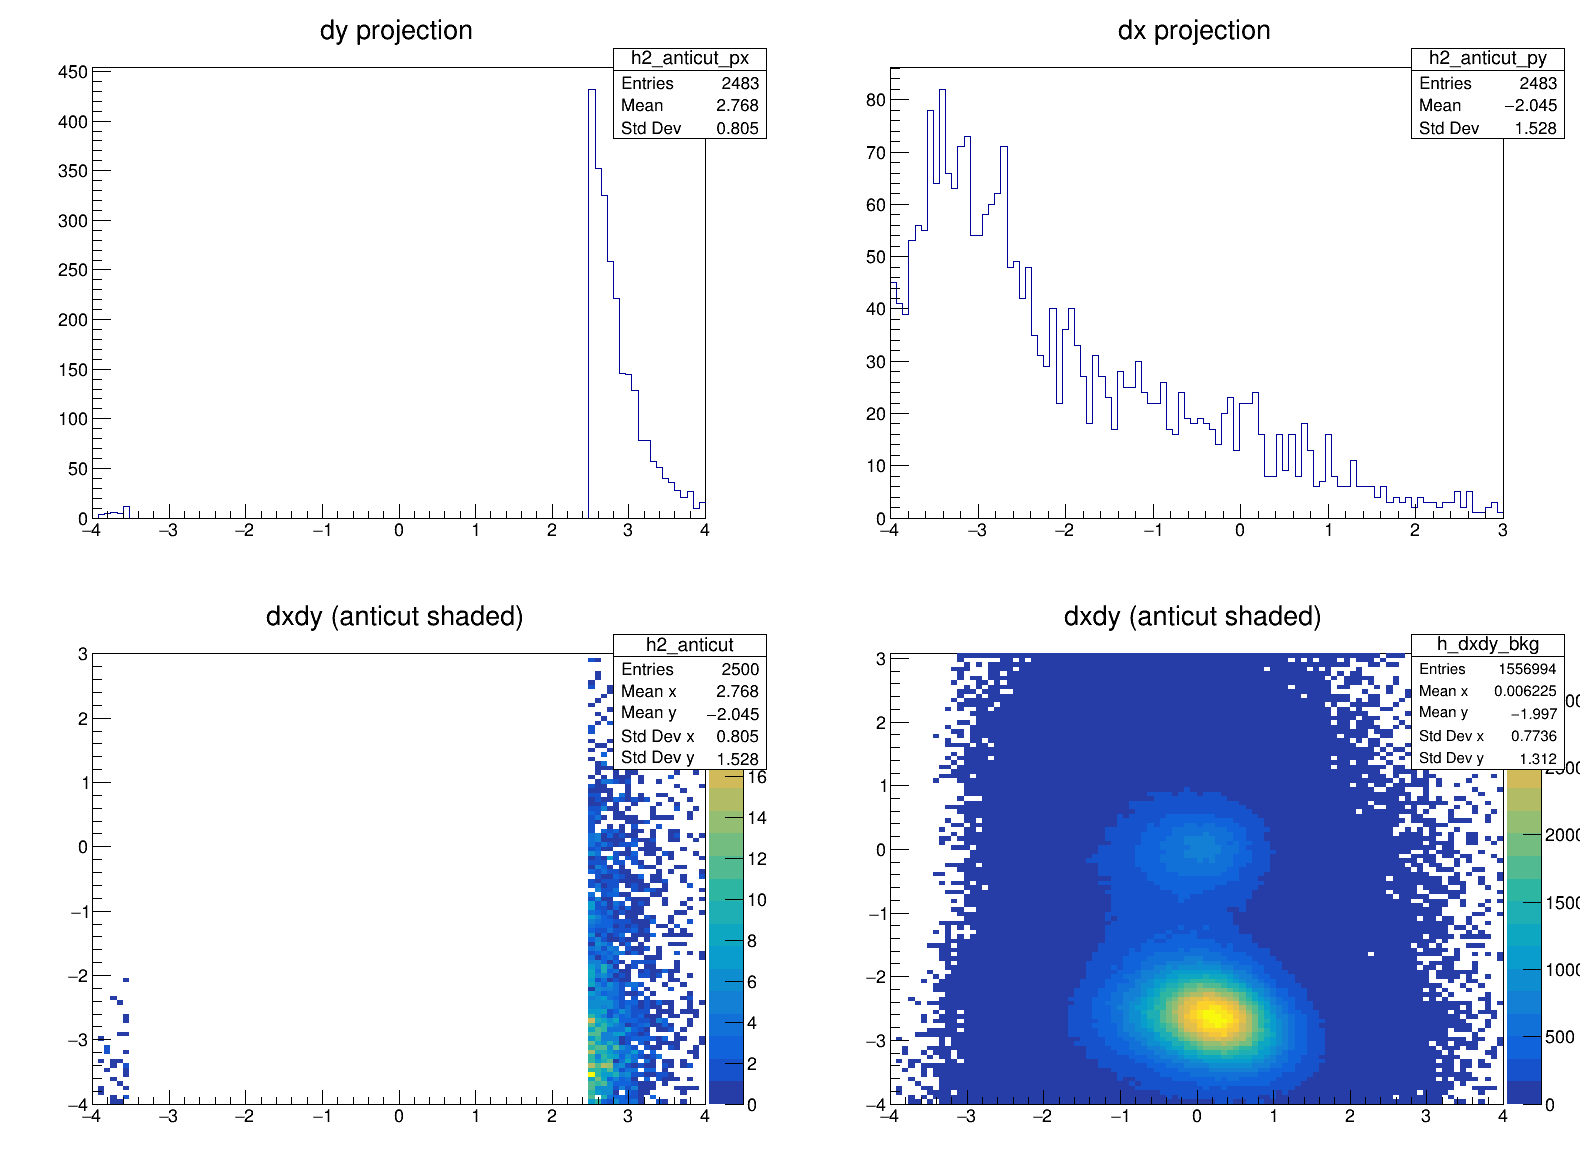 dy projection
h2_anticut_px
Entries 2483
Mean 2.768
Std Dev 0.805
450
400
350
300
250
200
150
100
50
0
−4 −3 −2 −1 0 1 2 3 4
dx projection
h2_anticut_py
Entries 2483
Mean −2.045
Std Dev 1.528
80
70
60
50
40
30
20
10
0
−4 −3 −2 −1 0 1 2 3
dxdy (anticut shaded)
h2_anticut
Entries 2500
Mean x 2.768
Mean y −2.045
Std Dev x 0.805
Std Dev y 1.528
3
2
1
0
−1
−2
−3
−4
−4 −3 −2 −1 0 1 2 3 4
16
14
12
10
8
6
4
2
0
dxdy (anticut shaded)
h_dxdy_bkg
Entries 1556994
Mean x 0.006225
Mean y −1.997
Std Dev x 0.7736
Std Dev y 1.312
3
2
1
0
−1
−2
−3
−4
−4 −3 −2 −1 0 1 2 3 4
2000
1500
1000
500
0